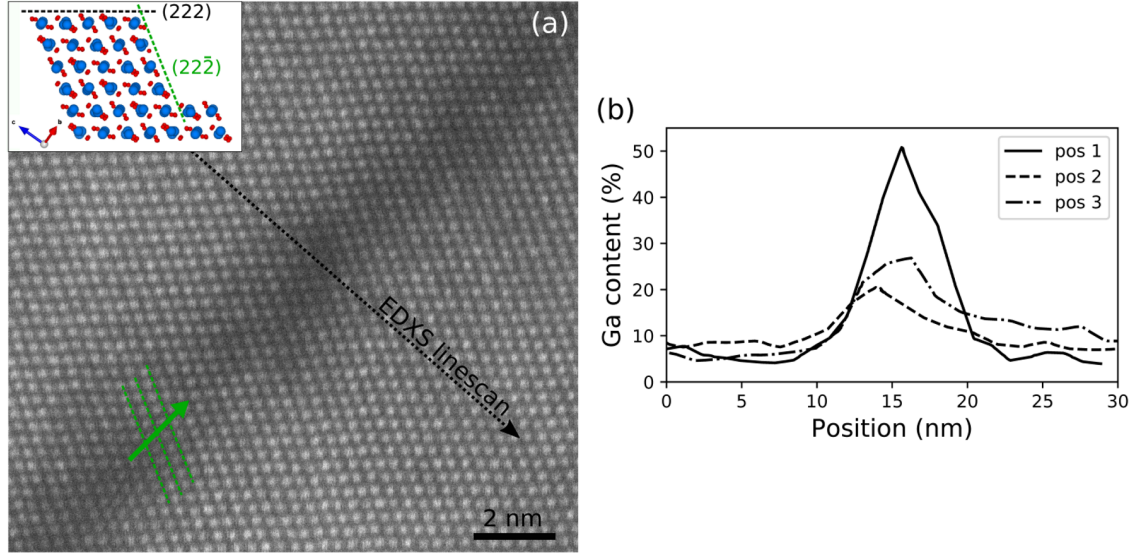 (222)
(222̄)
c
b
(a)
EDXS linescan
2 nm
(b)
Ga content (%)
50
40
30
20
10
0
pos 1
pos 2
pos 3
0 5 10 15 20 25 30
Position (nm)